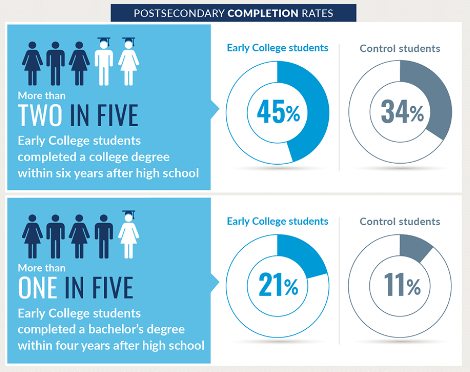 POSTSECONDARY COMPLETION RATES
More than
TWO IN FIVE
Early College students
completed a college degree
within six years after high school
Early College students
45%
Control students
34%
More than
ONE IN FIVE
Early College students
completed a bachelor's degree
within four years after high school
Early College students
21%
Control students
11%